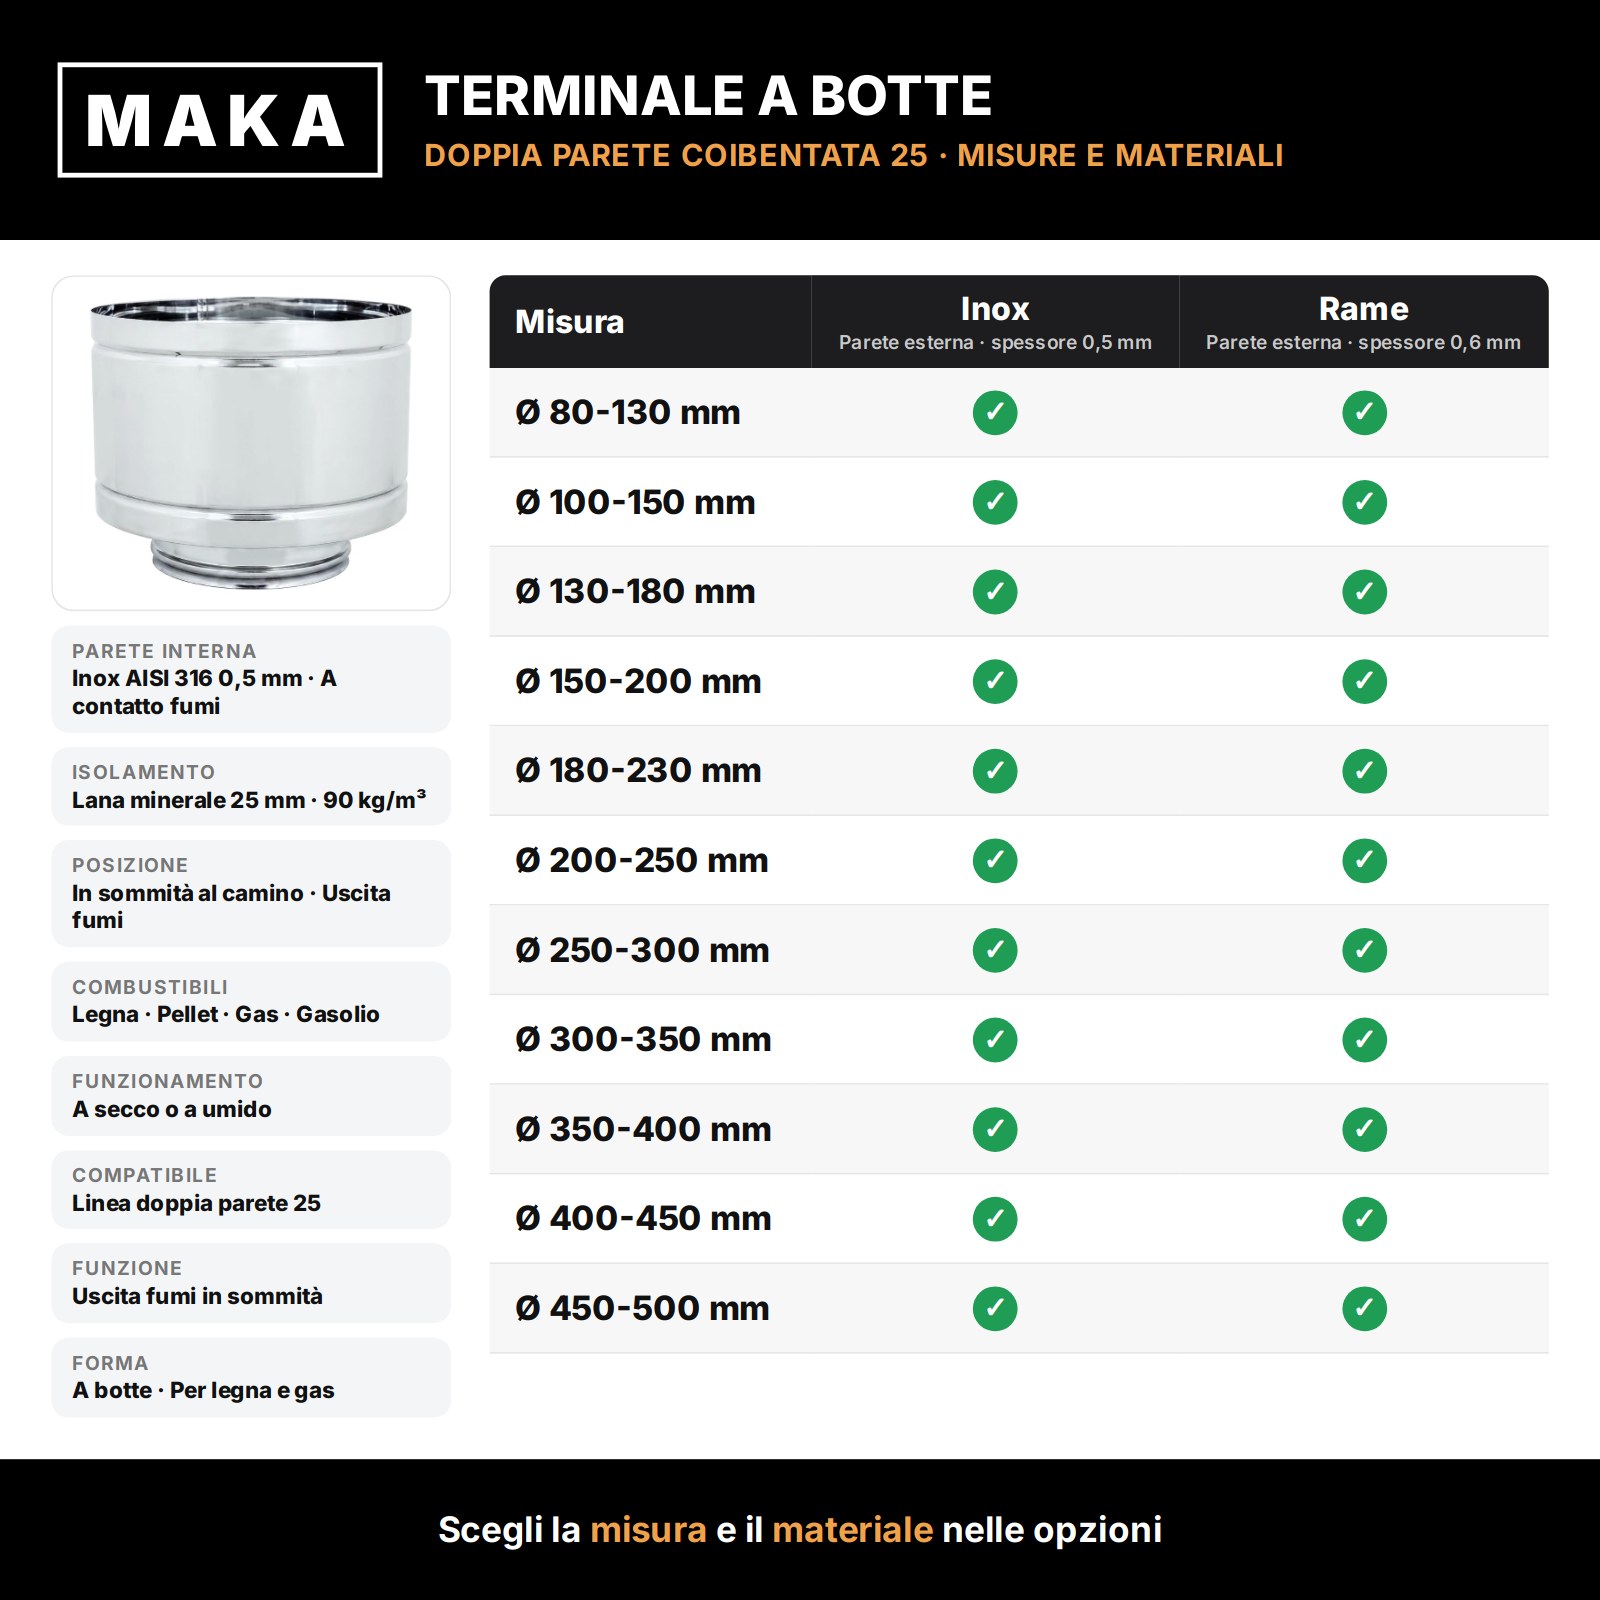 MAKA
TERMINALE A BOTTE
DOPPIA PARETE COIBENTATA 25 · MISURE E MATERIALI
PARETE INTERNA
Inox AISI 316 0,5 mm · A
contatto fumi
ISOLAMENTO
Lana minerale 25 mm · 90 kg/m³
POSIZIONE
In sommità al camino · Uscita
fumi
COMBUSTIBILI
Legna · Pellet · Gas · Gasolio
FUNZIONAMENTO
A secco o a umido
COMPATIBILE
Linea doppia parete 25
FUNZIONE
Uscita fumi in sommità
FORMA
A botte · Per legna e gas
Misura
Inox
Parete esterna · spessore 0,5 mm
Rame
Parete esterna · spessore 0,6 mm
Ø 80-130 mm ✓ ✓
Ø 100-150 mm ✓ ✓
Ø 130-180 mm ✓ ✓
Ø 150-200 mm ✓ ✓
Ø 180-230 mm ✓ ✓
Ø 200-250 mm ✓ ✓
Ø 250-300 mm ✓ ✓
Ø 300-350 mm ✓ ✓
Ø 350-400 mm ✓ ✓
Ø 400-450 mm ✓ ✓
Ø 450-500 mm ✓ ✓
Scegli la misura e il materiale nelle opzioni